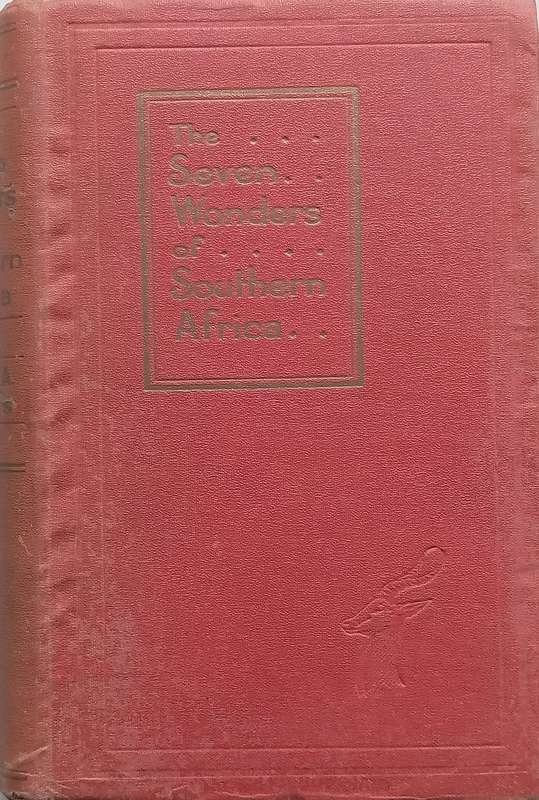 The . . .
Seven . .
Wonders
of . . . .
Southern
Africa . .